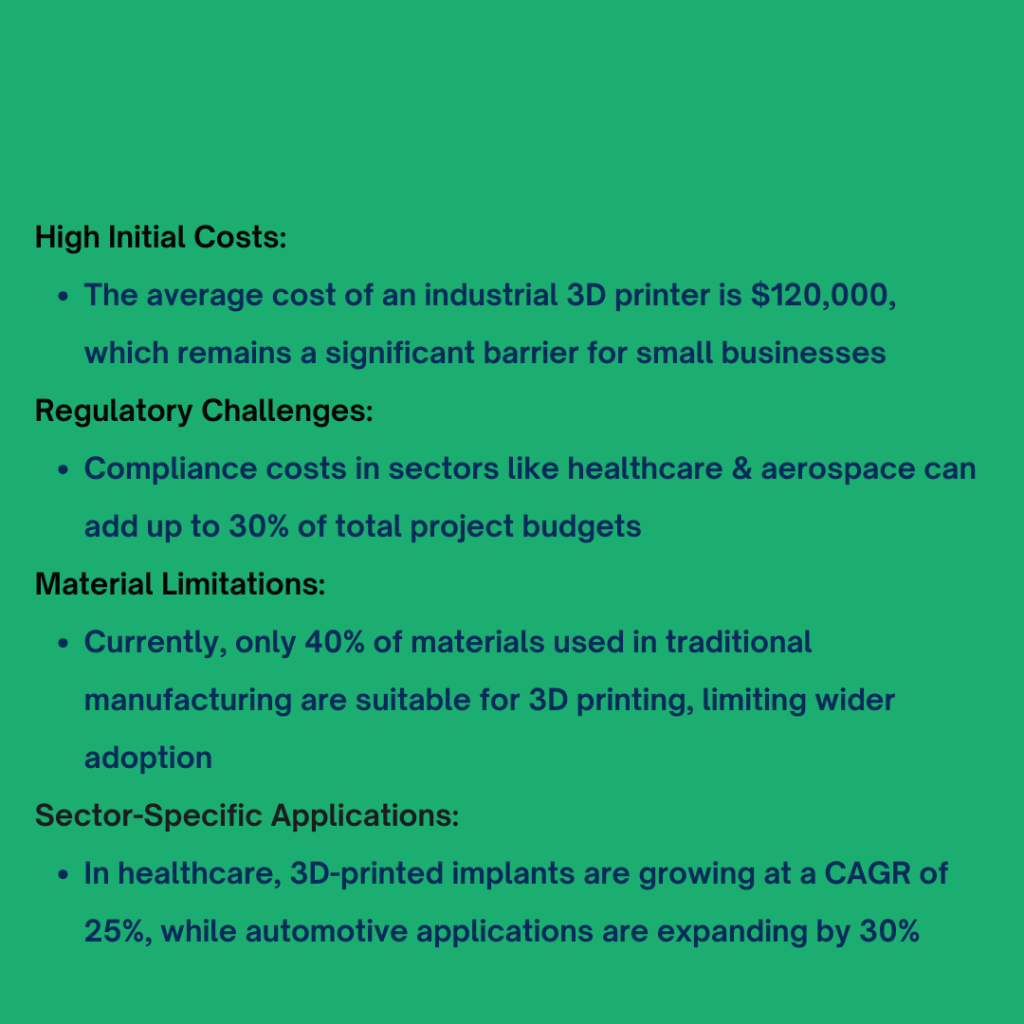 High Initial Costs:
• The average cost of an industrial 3D printer is $120,000,
which remains a significant barrier for small businesses
Regulatory Challenges:
• Compliance costs in sectors like healthcare & aerospace can
add up to 30% of total project budgets
Material Limitations:
• Currently, only 40% of materials used in traditional
manufacturing are suitable for 3D printing, limiting wider
adoption
Sector-Specific Applications:
• In healthcare, 3D-printed implants are growing at a CAGR of
25%, while automotive applications are expanding by 30%